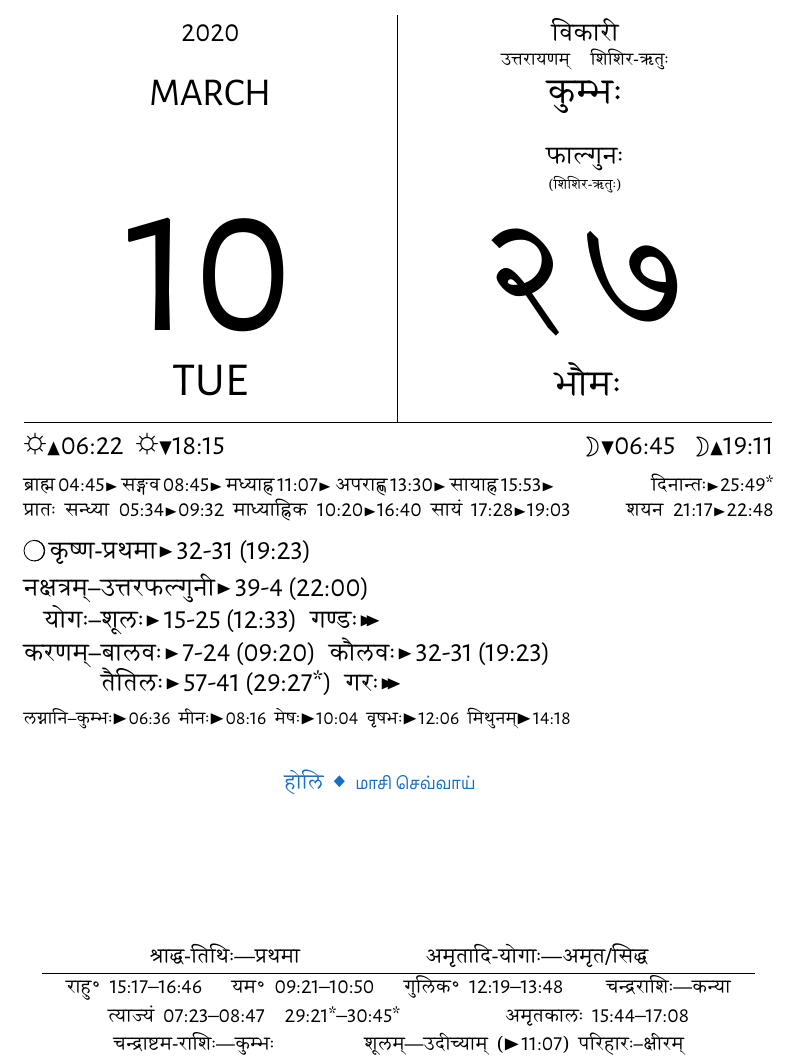 2020
MARCH
10
TUE
विकारी
उत्तरायणम् शिशिर-ऋतुः
कुम्भः
फाल्गुनः
(शिशिर-ऋतुः)
२७
भौमः
☼▲06:22 ☼▼18:15 ☽▼06:45 ☽▲19:11
ब्राह्म 04:45► सङ्गव 08:45► मध्याह्न 11:07► अपराह्ण 13:30► सायाह्न 15:53► दिनान्तः►25:49*
प्रातः सन्ध्या 05:34►09:32 माध्याह्निक 10:20►16:40 सायं 17:28►19:03 शयन 21:17►22:48
◯ कृष्ण-प्रथमा►32-31 (19:23)
नक्षत्रम्–उत्तरफल्गुनी►39-4 (22:00)
योगः–शूलः►15-25 (12:33) गण्डः►►
करणम्–बालवः►7-24 (09:20) कौलवः►32-31 (19:23)
तैतिलः►57-41 (29:27*) गरः►►
लग्नानि–कुम्भः►06:36 मीनः►08:16 मेषः►10:04 वृषभः►12:06 मिथुनम्►14:18
होलि ◆ மாசி செவ்வாய்
श्राद्ध-तिथिः—प्रथमा अमृतादि-योगाः—अमृत/सिद्ध
राहु॰ 15:17–16:46 यम॰ 09:21–10:50 गुलिक॰ 12:19–13:48 चन्द्रराशिः—कन्या
त्याज्यं 07:23–08:47 29:21*–30:45* अमृतकालः 15:44–17:08
चन्द्राष्टम-राशिः—कुम्भः शूलम्—उदीच्याम् (►11:07) परिहारः–क्षीरम्